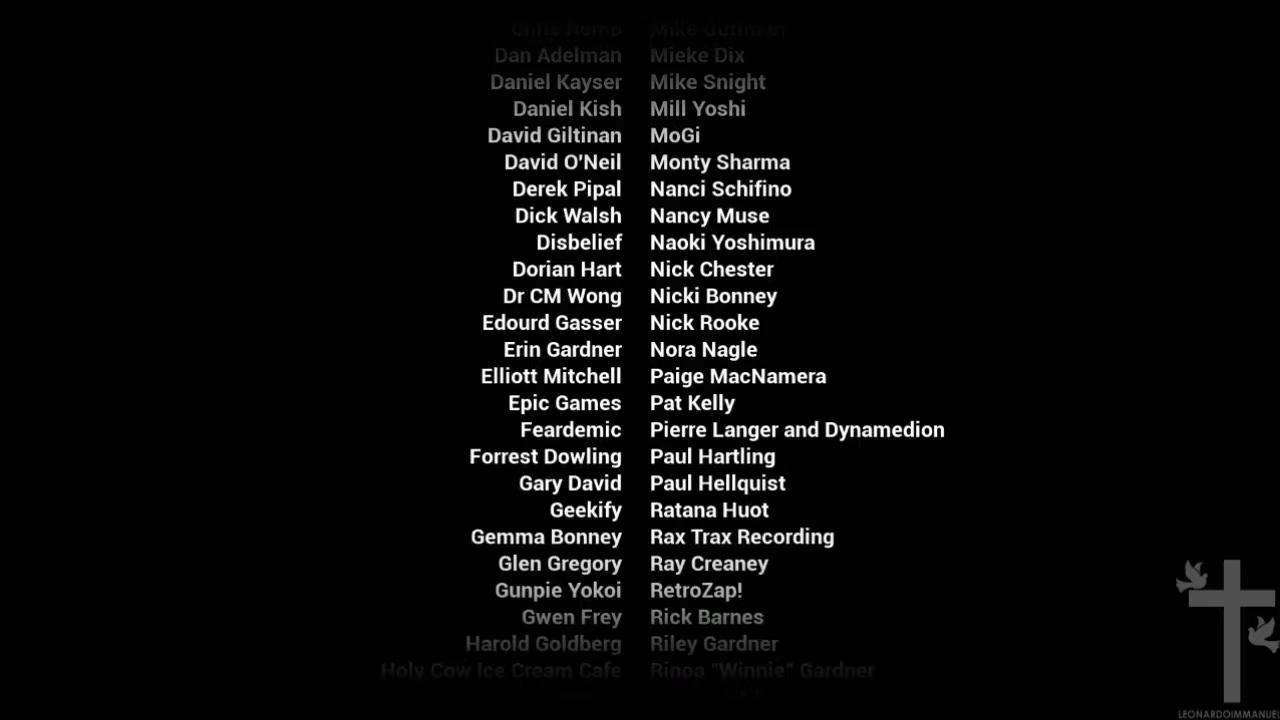 Dan Adelman Mieke Dix
Daniel Kayser Mike Snight
Daniel Kish Mill Yoshi
David Giltinan MoGi
David O'Neil Monty Sharma
Derek Pipal Nanci Schifino
Dick Walsh Nancy Muse
Disbelief Naoki Yoshimura
Dorian Hart Nick Chester
Dr CM Wong Nicki Bonney
Edourd Gasser Nick Rooke
Erin Gardner Nora Nagle
Elliott Mitchell Paige MacNamera
Epic Games Pat Kelly
Feardemic Pierre Langer and Dynamedion
Forrest Dowling Paul Hartling
Gary David Paul Hellquist
Geekify Ratana Huot
Gemma Bonney Rax Trax Recording
Glen Gregory Ray Creaney
Gunpie Yokoi RetroZap!
Gwen Frey Rick Barnes
Harold Goldberg Riley Gardner
Holy Cow Ice Cream Cafe Rinoa "Winnie" Gardner
LEONARDOIMMANUE